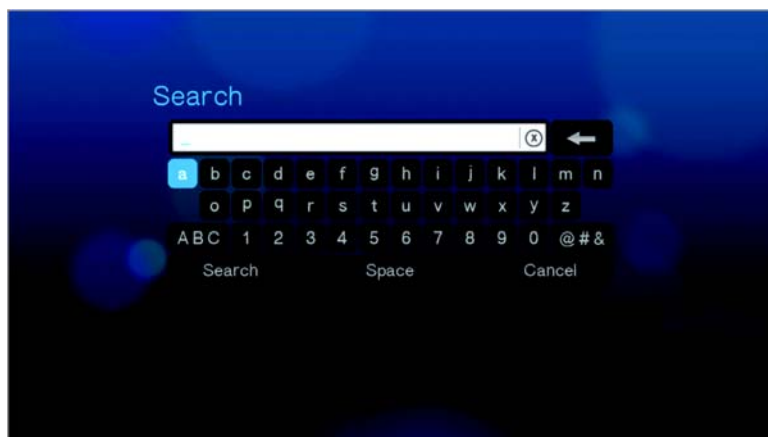 Search
_ x
a b c d e f g h i j k l m n
o p q r s t u v w x y z
ABC 1 2 3 4 5 6 7 8 9 0 @#&
Search Space Cancel